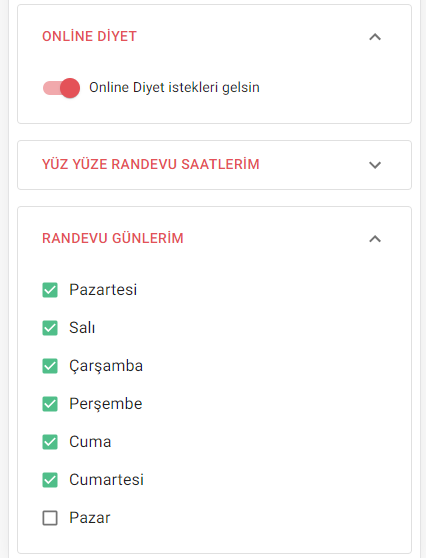 ONLİNE DİYET
Online Diyet istekleri gelsin
YÜZ YÜZE RANDEVU SAATLERİM
RANDEVU GÜNLERİM
Pazartesi
Salı
Çarşamba
Perşembe
Cuma
Cumartesi
Pazar